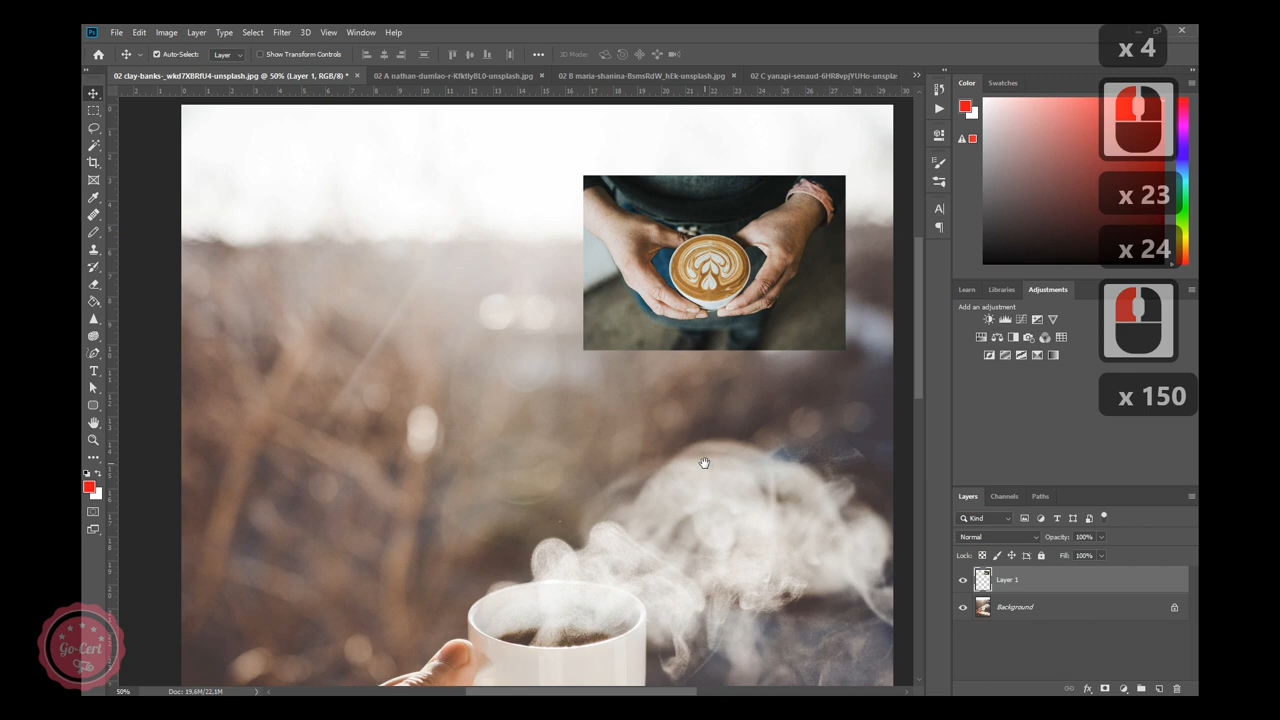 Ps File Edit Image Layer Type Select Filter 3D View Window Help
Auto-Select: Layer Show Transform Controls 3D Mode:
02 clay-banks-_wkd7XBRfU4-unsplash.jpg @ 50% (Layer 1, RGB/8) * × 02 A nathan-dumlao-r-KfktlyBL0-unsplash.jpg × 02 B maria-shanina-BsmsRdW_hEk-unsplash.jpg × 02 C yanapi-senaud-6HR8vpjYUHo-unsplas
Color Swatches
x 4
x 23
x 24
Learn Libraries Adjustments
Add an adjustment
x 150
Layers Channels Paths
Kind
Normal Opacity: 100%
Lock: Fill: 100%
Layer 1
Background
Go-Cert
50% Doc: 19,6M/22,1M